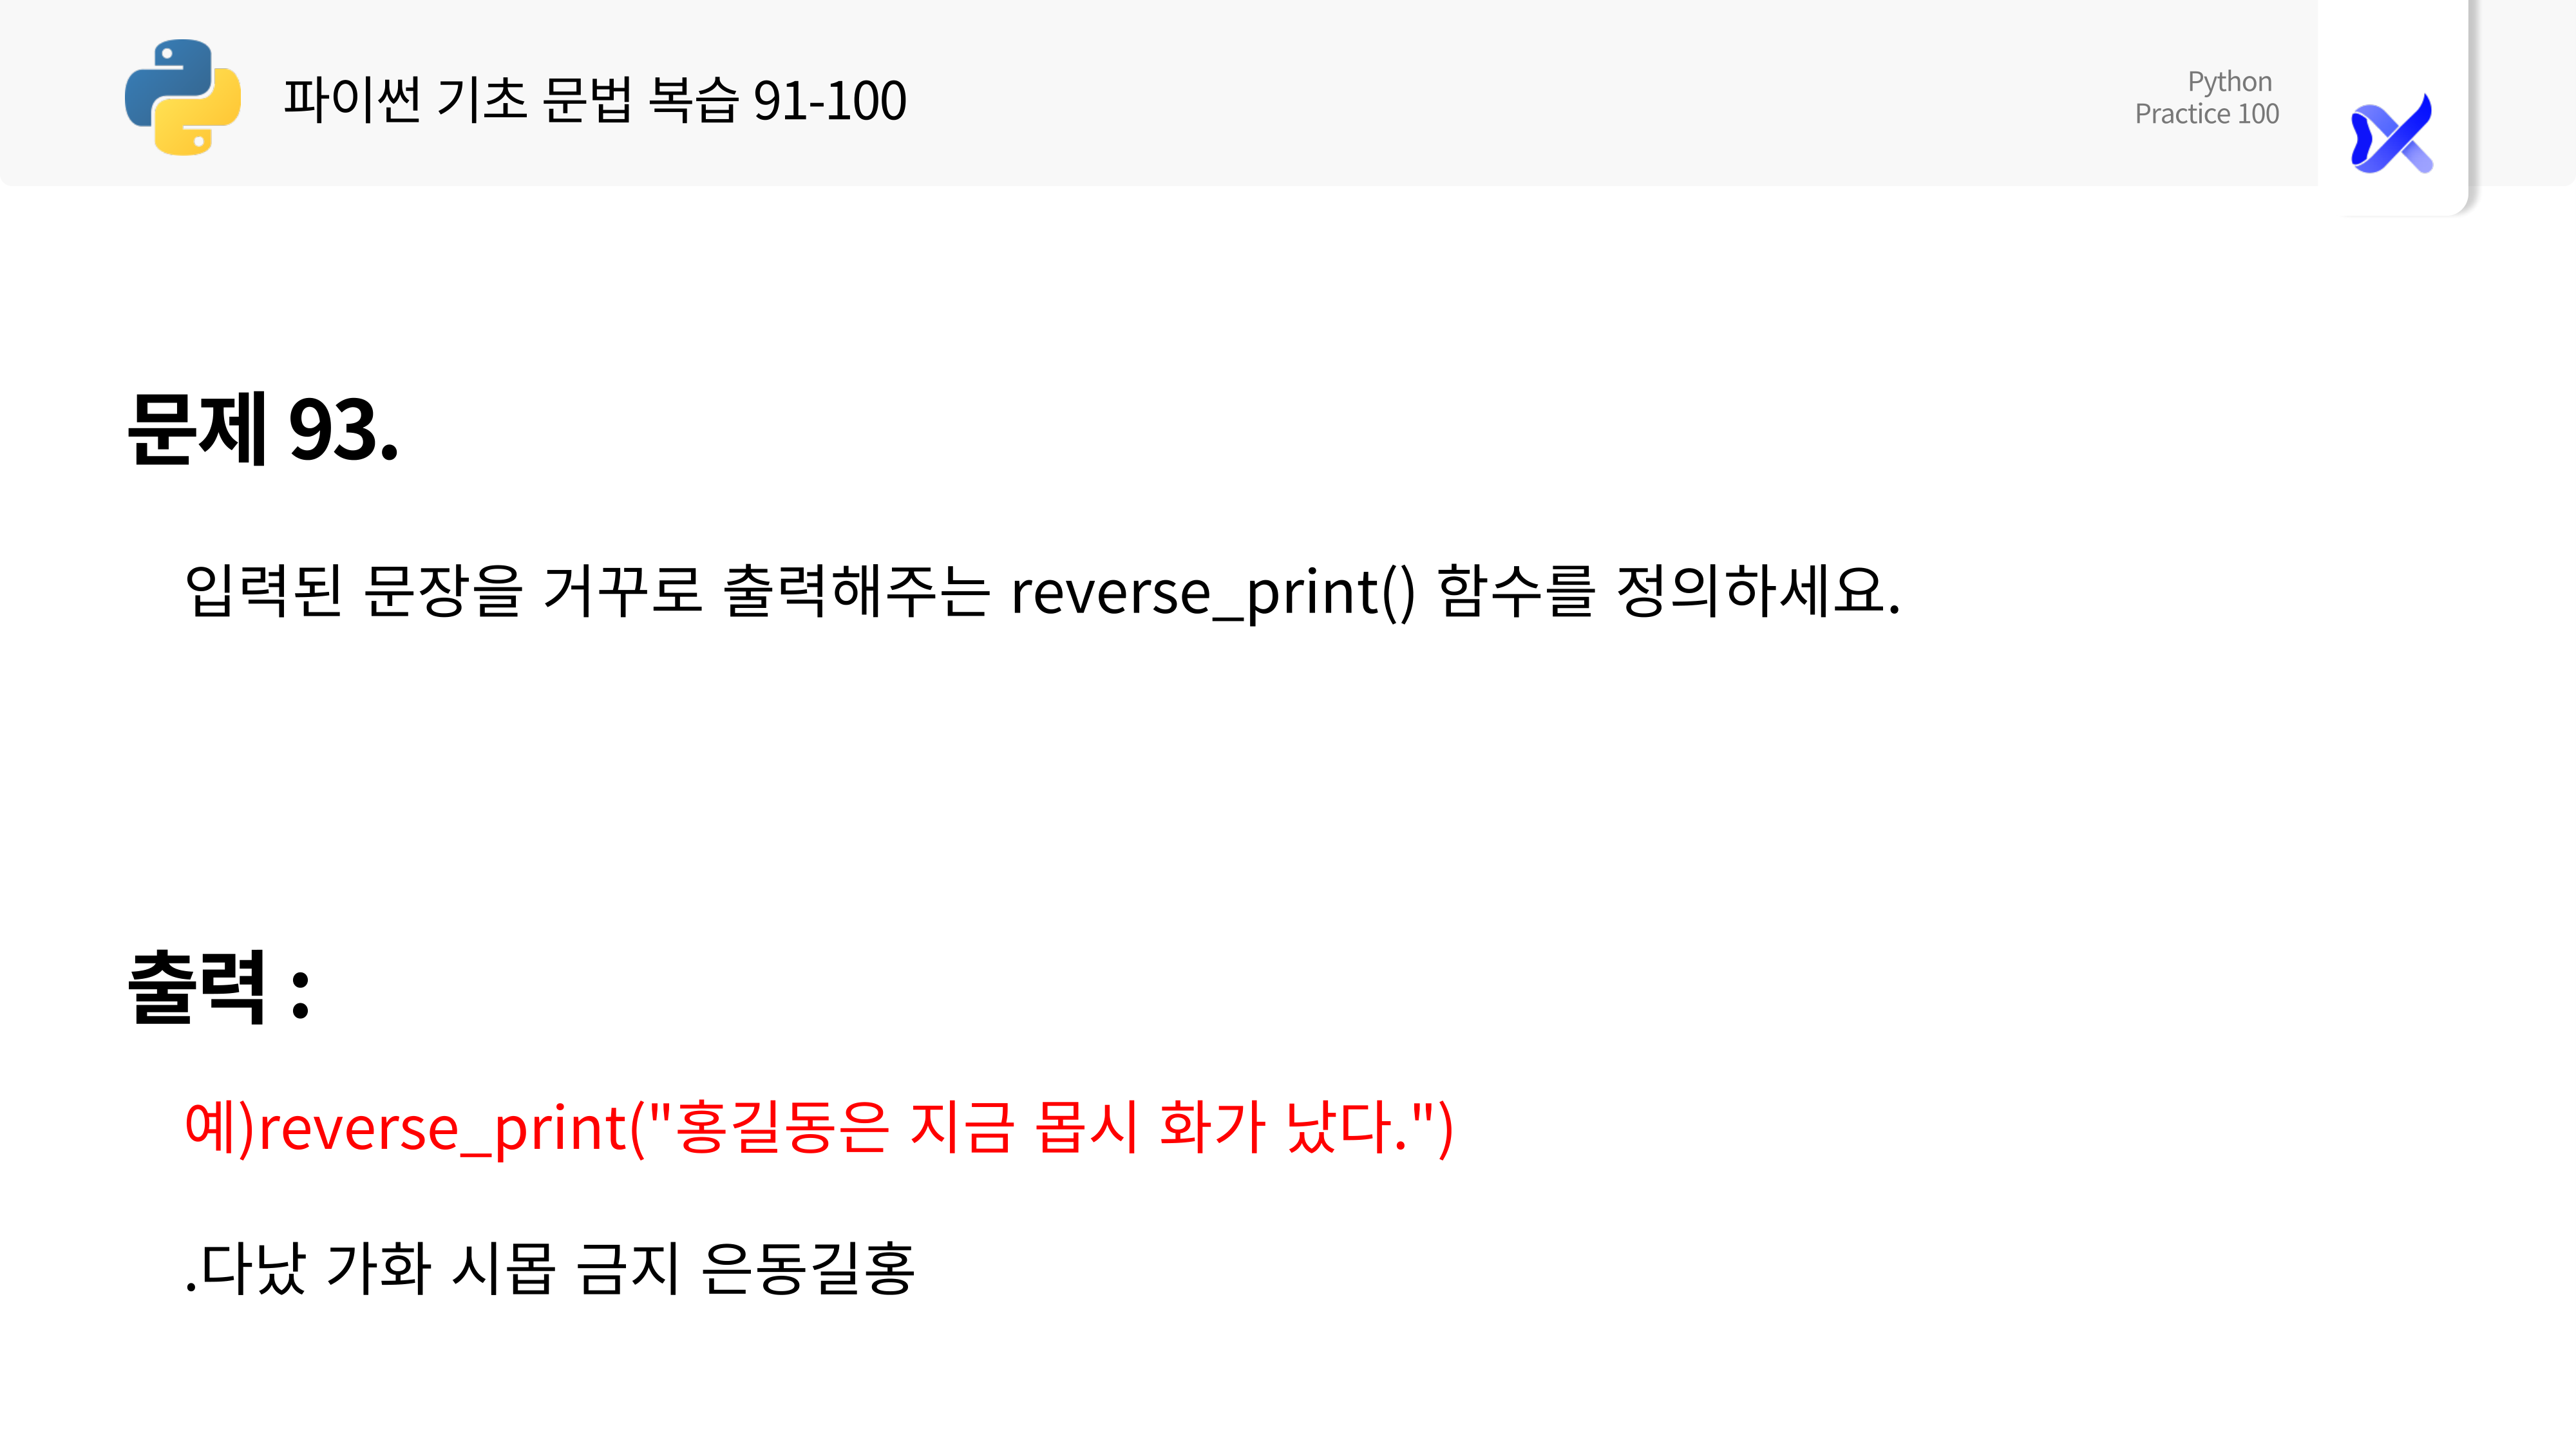 파이썬 기초 문법 복습 91-100
Python
Practice 100
문제 93.
입력된 문장을 거꾸로 출력해주는 reverse_print() 함수를 정의하세요.
출력 :
예)reverse_print("홍길동은 지금 몹시 화가 났다.")
.다났 가화 시몹 금지 은동길홍